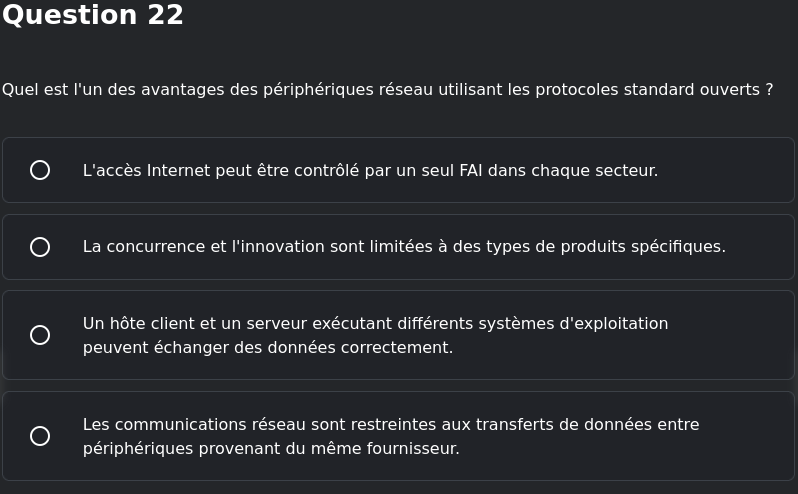 Question 22
Quel est l'un des avantages des périphériques réseau utilisant les protocoles standard ouverts ?
L'accès Internet peut être contrôlé par un seul FAI dans chaque secteur.
La concurrence et l'innovation sont limitées à des types de produits spécifiques.
Un hôte client et un serveur exécutant différents systèmes d'exploitation
peuvent échanger des données correctement.
Les communications réseau sont restreintes aux transferts de données entre
périphériques provenant du même fournisseur.